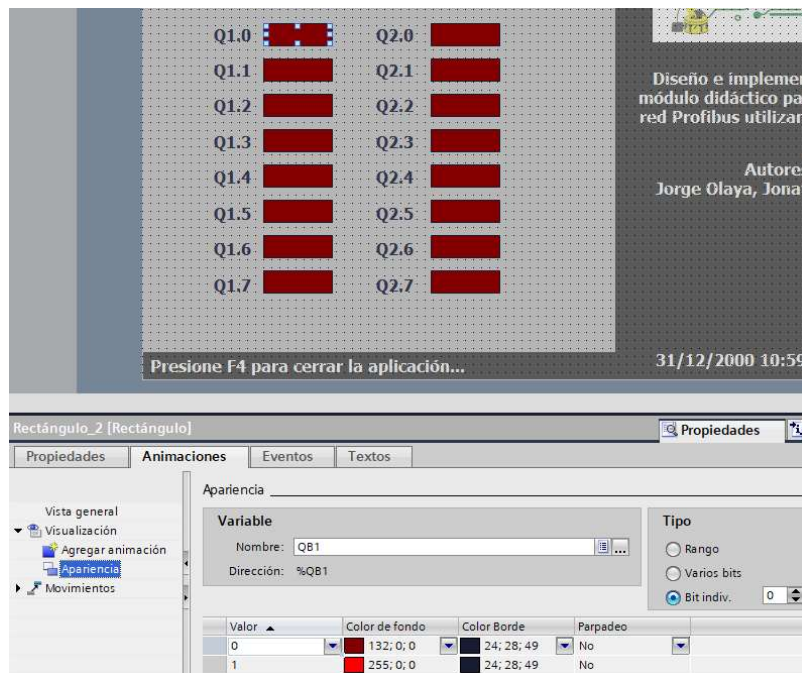 Q1.0 Q2.0
Q1.1 Q2.1
Q1.2 Q2.2
Q1.3 Q2.3
Q1.4 Q2.4
Q1.5 Q2.5
Q1.6 Q2.6
Q1.7 Q2.7
Diseño e implemen
módulo didáctico pa
red Profibus utilizan
Autores
Jorge Olaya, Jona
Presione F4 para cerrar la aplicación...
31/12/2000 10:59
Rectángulo_2 [Rectángulo]
Propiedades
Propiedades Animaciones Eventos Textos
Vista general
Visualización
Agregar animación
Apariencia
Movimientos
Apariencia
Variable
Nombre: QB1 ...
Dirección: %QB1
Tipo
Rango
Varios bits
Bit indiv. 0
Valor Color de fondo Color Borde Parpadeo
0 132; 0; 0 24; 28; 49 No
1 255; 0; 0 24; 28; 49 No